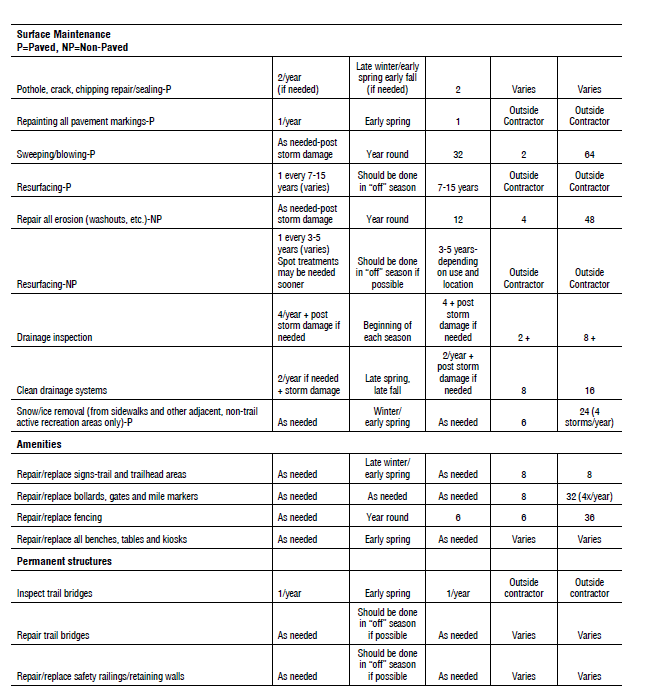 Surface Maintenance
P=Paved, NP=Non-Paved
Pothole, crack, chipping repair/sealing-P
2/year
(if needed)
Late winter/early
spring early fall
(if needed)
2
Varies
Varies
Repainting all pavement markings-P
1/year
Early spring
1
Outside
Contractor
Outside
Contractor
Sweeping/blowing-P
As needed-post
storm damage
Year round
32
2
64
Resurfacing-P
1 every 7-15
years (varies)
Should be done
in “off” season
7-15 years
Outside
Contractor
Outside
Contractor
Repair all erosion (washouts, etc.)-NP
As needed-post
storm damage
Year round
12
4
48
Resurfacing-NP
1 every 3-5
years (varies)
Spot treatments
may be needed
sooner
Should be done
in “off” season if
possible
3-5 years-
depending
on use and
location
Outside
Contractor
Outside
Contractor
Drainage inspection
4/year + post
storm damage if
needed
Beginning of
each season
4 + post
storm
damage if
needed
2 +
8 +
Clean drainage systems
2/year if needed
+ storm damage
Late spring,
late fall
2/year +
post storm
damage if
needed
8
16
Snow/ice removal (from sidewalks and other adjacent, non-trail
active recreation areas only)-P
As needed
Winter/
early spring
As needed
6
24 (4
storms/year)
Amenities
Repair/replace signs-trail and trailhead areas
As needed
Late winter/
early spring
As needed
8
8
Repair/replace bollards, gates and mile markers
As needed
As needed
As needed
8
32 (4x/year)
Repair/replace fencing
As needed
Year round
6
6
36
Repair/replace all benches, tables and kiosks
As needed
Early spring
As needed
Varies
Varies
Permanent structures
Inspect trail bridges
1/year
Early spring
1/year
Outside
contractor
Outside
contractor
Repair trail bridges
As needed
Should be done
in “off” season
if possible
As needed
Varies
Varies
Repair/replace safety railings/retaining walls
As needed
Should be done
in “off” season
if possible
As needed
Varies
Varies